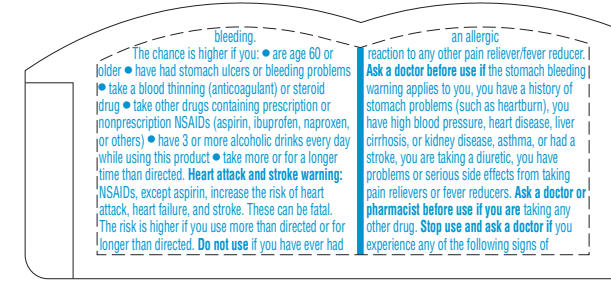 bleeding.
The chance is higher if you: ● are age 60 or
older ● have had stomach ulcers or bleeding problems
● take a blood thinning (anticoagulant) or steroid
drug ● take other drugs containing prescription or
nonprescription NSAIDs (aspirin, ibuprofen, naproxen,
or others) ● have 3 or more alcoholic drinks every day
while using this product ● take more or for a longer
time than directed. Heart attack and stroke warning:
NSAIDs, except aspirin, increase the risk of heart
attack, heart failure, and stroke. These can be fatal.
The risk is higher if you use more than directed or for
longer than directed. Do not use if you have ever had
an allergic
reaction to any other pain reliever/fever reducer.
Ask a doctor before use if the stomach bleeding
warning applies to you, you have a history of
stomach problems (such as heartburn), you
have high blood pressure, heart disease, liver
cirrhosis, or kidney disease, asthma, or had a
stroke, you are taking a diuretic, you have
problems or serious side effects from taking
pain relievers or fever reducers. Ask a doctor or
pharmacist before use if you are taking any
other drug. Stop use and ask a doctor if you
experience any of the following signs of